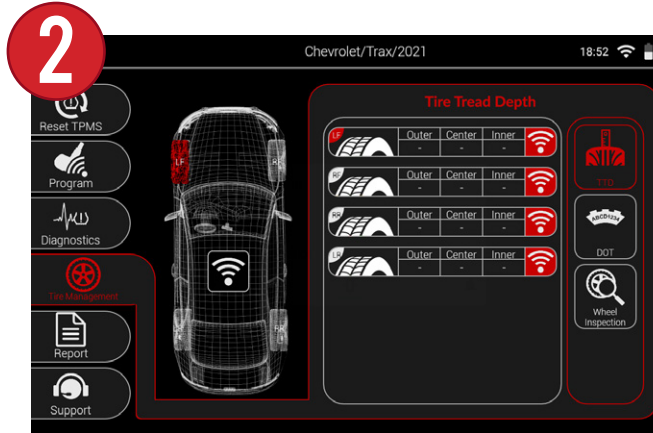 2
Chevrolet/Trax/2021
18:52
Reset TPMS
Program
Diagnostics
Tire Management
Report
Support
LF
RF
LR
RR
Tire Tread Depth
LF Outer Center Inner
- - -
RF Outer Center Inner
- - -
RR Outer Center Inner
- - -
LR Outer Center Inner
- - -
TTD
ABCD1234
DOT
Wheel
Inspection